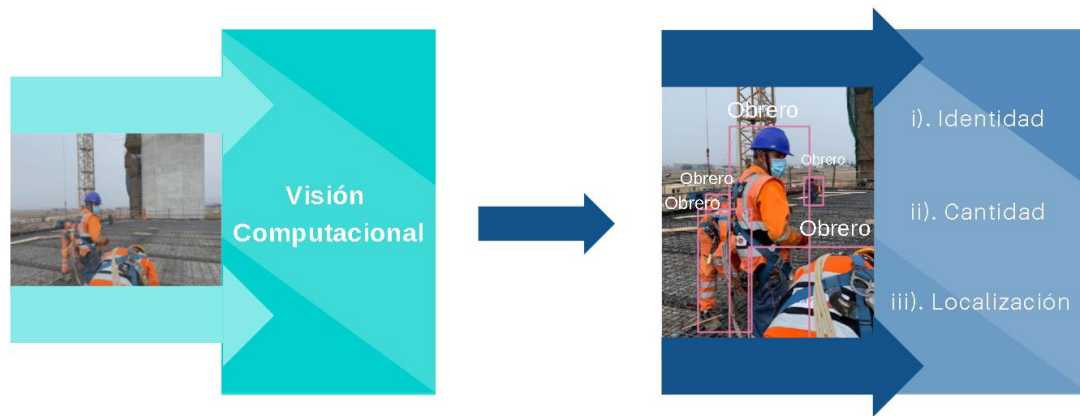 Visión
Computacional
Obrero
Obrero
Obrero
Obrero
Obrero
i). Identidad
ii). Cantidad
iii). Localización